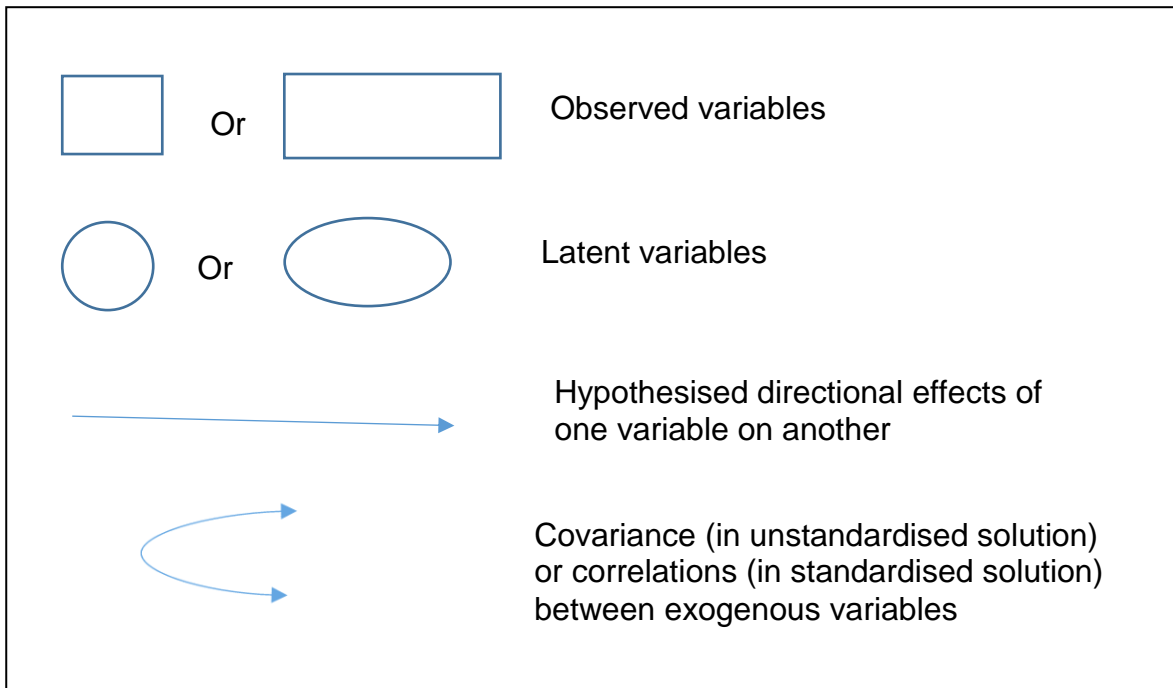 Or
Observed variables
Or
Latent variables
Hypothesised directional effects of
one variable on another
Covariance (in unstandardised solution)
or correlations (in standardised solution)
between exogenous variables